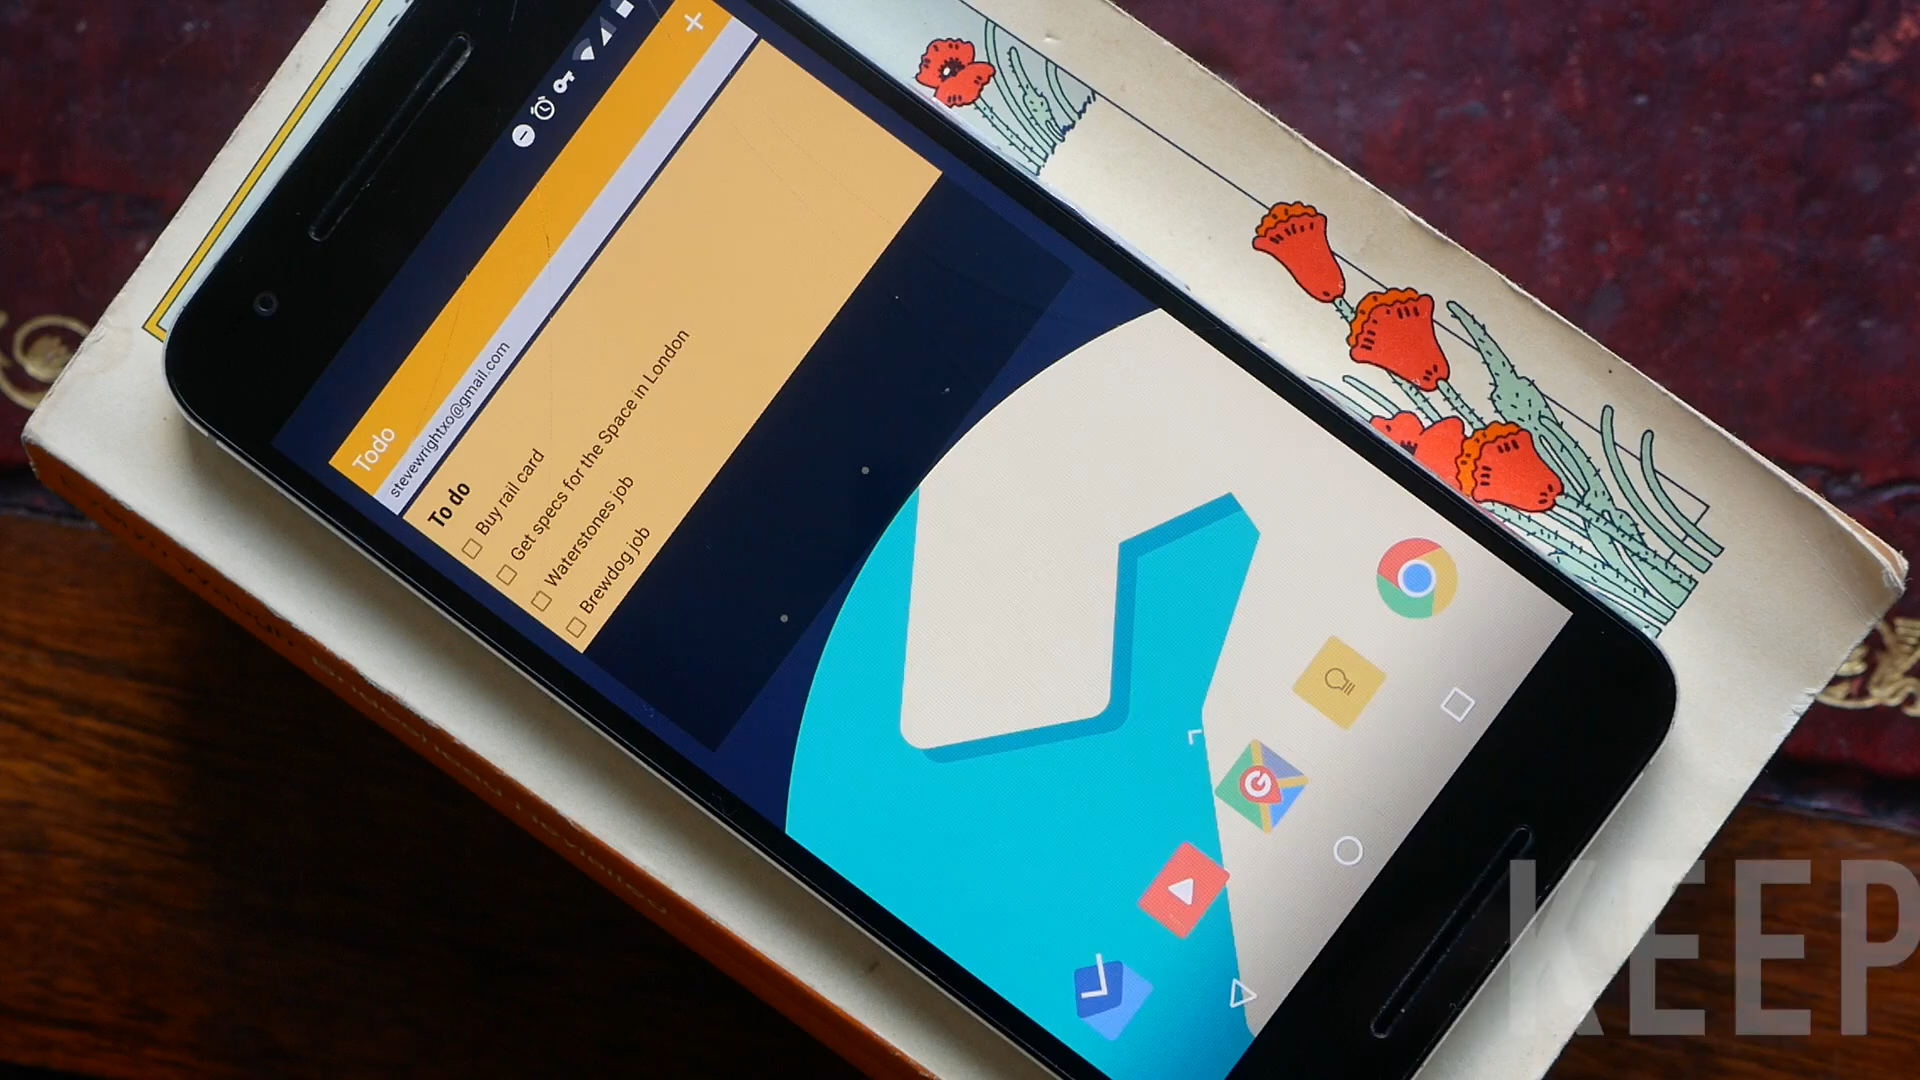 Todo
stevewrightxo@gmail.com
To do
Buy rail card
Get specs for the Space in London
Waterstones job
Brewdog job
KEEP